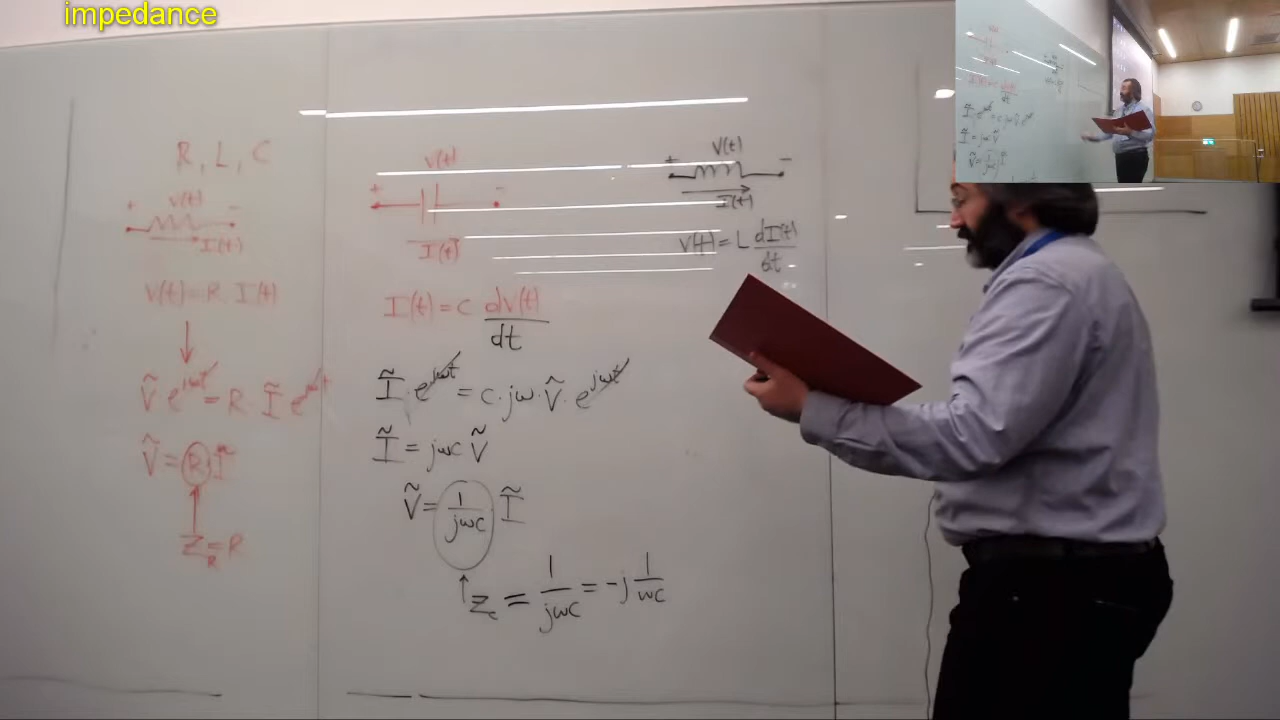 impedance
R, L, C
+ V(t) -
I(t)
V(t) = R. I(t)
Ṽ e^jωt = R. Ĩ e^jωt
Ṽ = R Ĩ
Z_R = R
V(t)
+ -
I(t)
I(t) = C dV(t)/dt
Ĩ. e^jωt = C. jω. Ṽ. e^jωt
Ĩ = jωC Ṽ
Ṽ = 1/jωC Ĩ
Z_C = 1/jωC = -j 1/ωC
V(t)
+ -
I(t)
V(t) = L dI(t)/dt